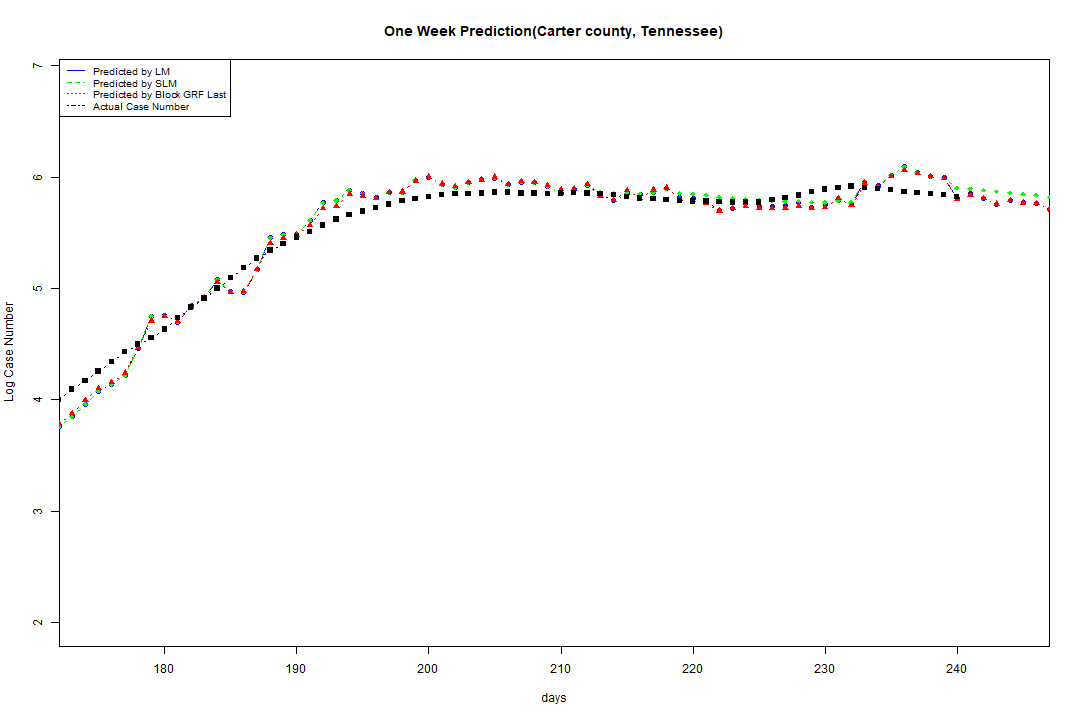 One Week Prediction(Carter county, Tennessee)
Predicted by LM
Predicted by SLM
Predicted by Block GRF Last
Actual Case Number
7
6
5
4
3
2
Log Case Number
180 190 200 210 220 230 240
days